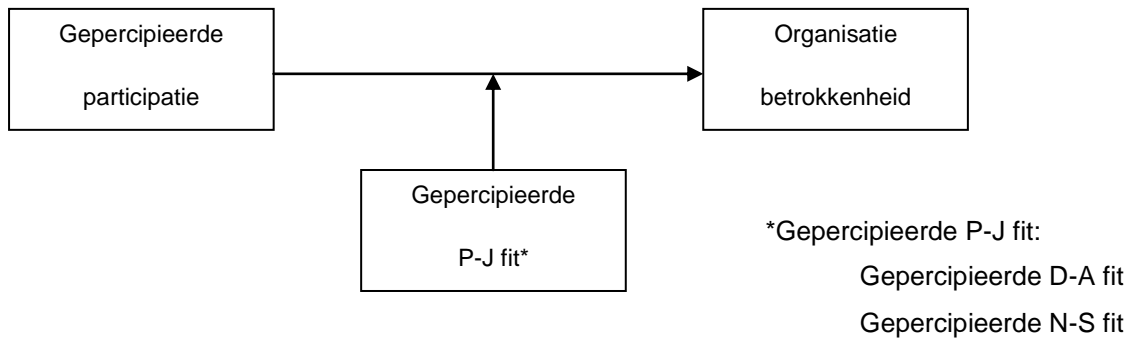 Gepercipieerde
participatie
Organisatie
betrokkenheid
Gepercipieerde
P-J fit*
*Gepercipieerde P-J fit:
Gepercipieerde D-A fit
Gepercipieerde N-S fit